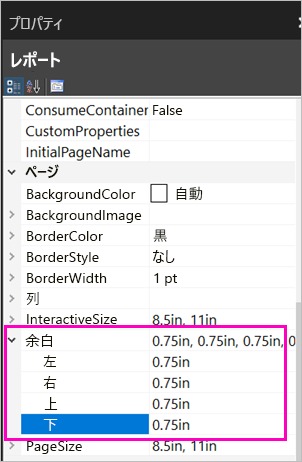 プロパティ
レポート
ConsumeContainer False
CustomProperties
InitialPageName
ページ
BackgroundColor 自動
BackgroundImage
BorderColor 黒
BorderStyle なし
BorderWidth 1 pt
列
InteractiveSize 8.5in, 11in
余白 0.75in, 0.75in, 0.75in, 0
左 0.75in
右 0.75in
上 0.75in
下 0.75in
PageSize 8.5in, 11in